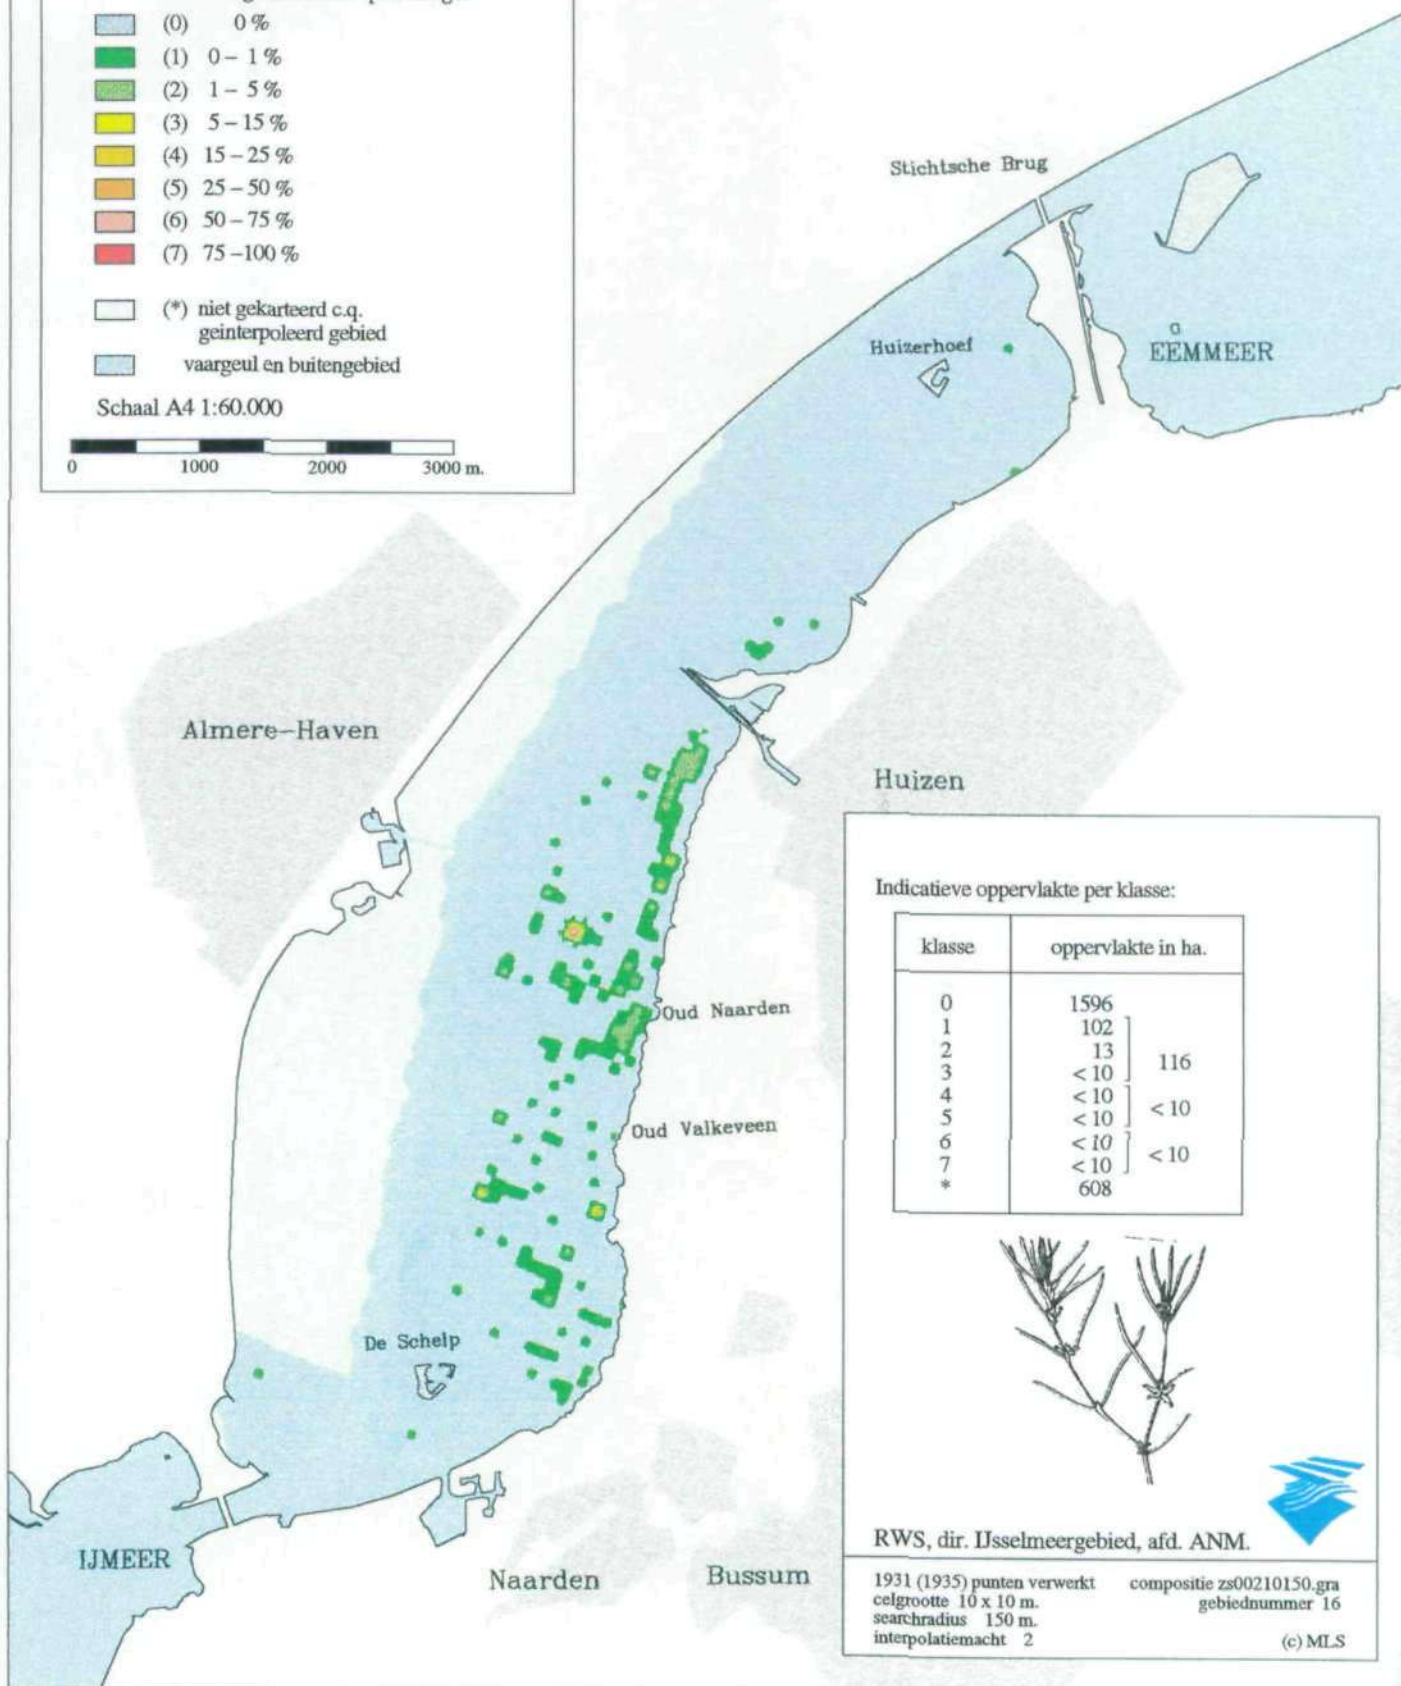 (0) 0 %
(1) 0 – 1 %
(2) 1 – 5 %
(3) 5 – 15 %
(4) 15 – 25 %
(5) 25 – 50 %
(6) 50 – 75 %
(7) 75 –100 %
(*) niet gekarteerd c.q.
geinterpoleerd gebied
vaargeul en buitengebied
Schaal A4 1:60.000
0 1000 2000 3000 m.
Stichtsche Brug
Huizerhoef
EEMMEER
Almere-Haven
Huizen
Oud Naarden
Oud Valkeveen
De Schelp
IJMEER
Naarden
Bussum
Indicatieve oppervlakte per klasse:
klasse oppervlakte in ha.
0 1596
1 102
2 13 116
3 < 10
4 < 10
5 < 10 < 10
6 < 10
7 < 10 < 10
* 608
RWS, dir. IJsselmeergebied, afd. ANM.
1931 (1935) punten verwerkt compositie zs00210150.gra
celgrootte 10 x 10 m. gebiednummer 16
searchradius 150 m.
interpolatiemacht 2 (c) MLS